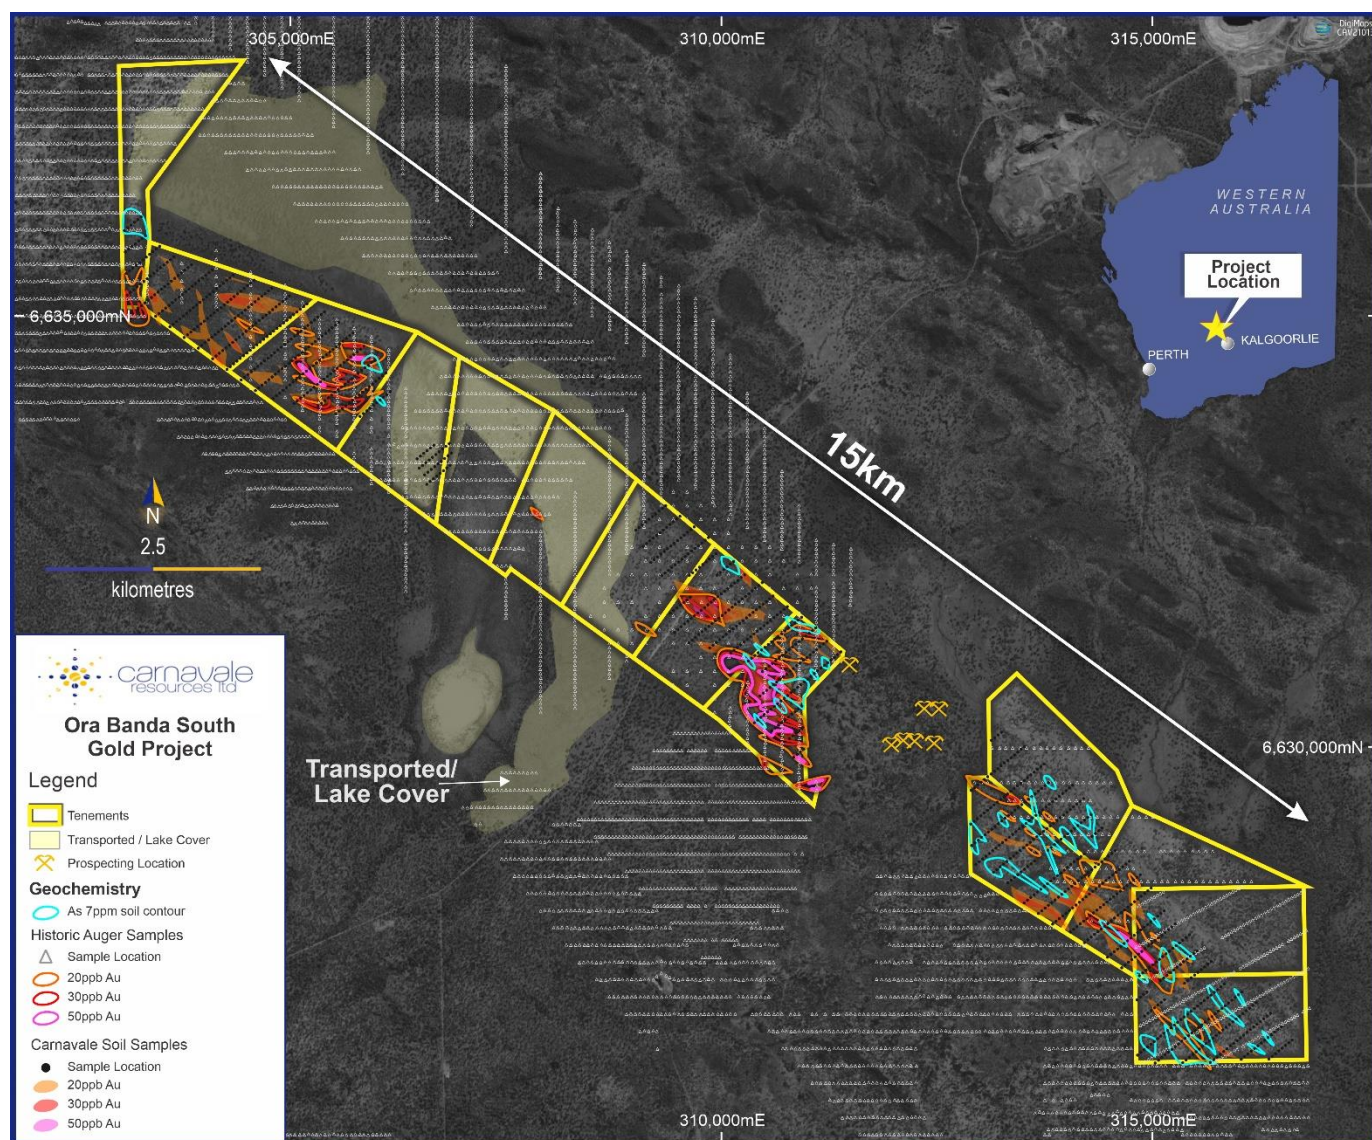 DigiMaps
305,000mE
310,000mE
315,000mE
WESTERN
AUSTRALIA
Project
Location
6,635,000mN
KALGOORLIE
PERTH
15km
N
2.5
kilometres
carnavale
resources ltd
Ora Banda South
Gold Project
Transported/
Lake Cover
6,630,000mN
Legend
Tenements
Transported / Lake Cover
Prospecting Location
Geochemistry
As 7ppm soil contour
Historic Auger Samples
Sample Location
20ppb Au
30ppb Au
50ppb Au
Carnavale Soil Samples
Sample Location
20ppb Au
30ppb Au
50ppb Au
310,000mE
315,000mE